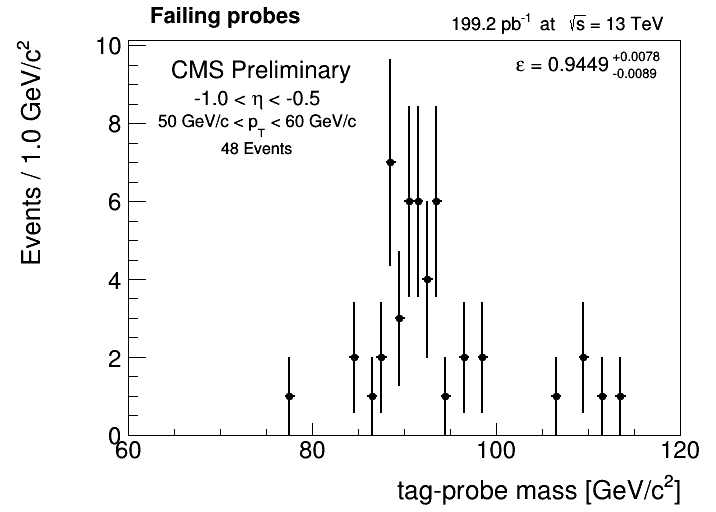 Failing probes
199.2 pb-1 at √s = 13 TeV
CMS Preliminary
-1.0 < η < -0.5
50 GeV/c < pT < 60 GeV/c
48 Events
ε = 0.9449 +0.0078 -0.0089
Events / 1.0 GeV/c2
10
8
6
4
2
0
60 80 100 120
tag-probe mass [GeV/c2]